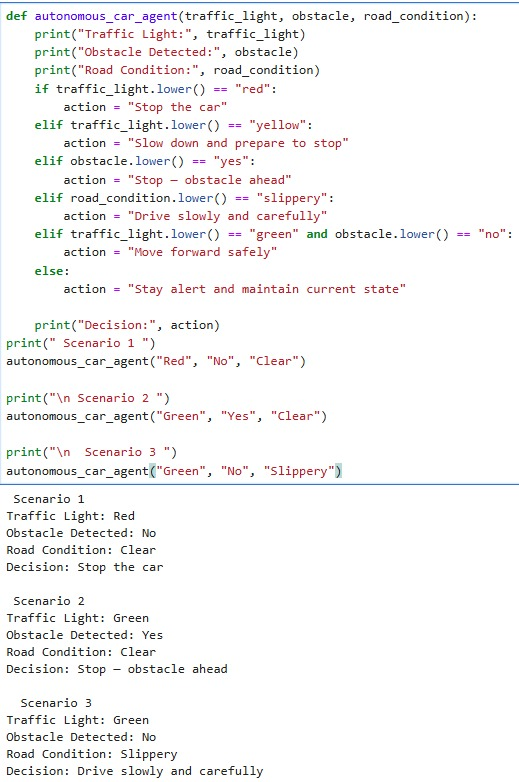 def autonomous_car_agent(traffic_light, obstacle, road_condition):
    print("Traffic Light:", traffic_light)
    print("Obstacle Detected:", obstacle)
    print("Road Condition:", road_condition)
    if traffic_light.lower() == "red":
        action = "Stop the car"
    elif traffic_light.lower() == "yellow":
        action = "Slow down and prepare to stop"
    elif obstacle.lower() == "yes":
        action = "Stop — obstacle ahead"
    elif road_condition.lower() == "slippery":
        action = "Drive slowly and carefully"
    elif traffic_light.lower() == "green" and obstacle.lower() == "no":
        action = "Move forward safely"
    else:
        action = "Stay alert and maintain current state"

    print("Decision:", action)
print(" Scenario 1 ")
autonomous_car_agent("Red", "No", "Clear")

print("\n Scenario 2 ")
autonomous_car_agent("Green", "Yes", "Clear")

print("\n  Scenario 3 ")
autonomous_car_agent("Green", "No", "Slippery")
 Scenario 1
Traffic Light: Red
Obstacle Detected: No
Road Condition: Clear
Decision: Stop the car

 Scenario 2
Traffic Light: Green
Obstacle Detected: Yes
Road Condition: Clear
Decision: Stop — obstacle ahead

  Scenario 3
Traffic Light: Green
Obstacle Detected: No
Road Condition: Slippery
Decision: Drive slowly and carefully